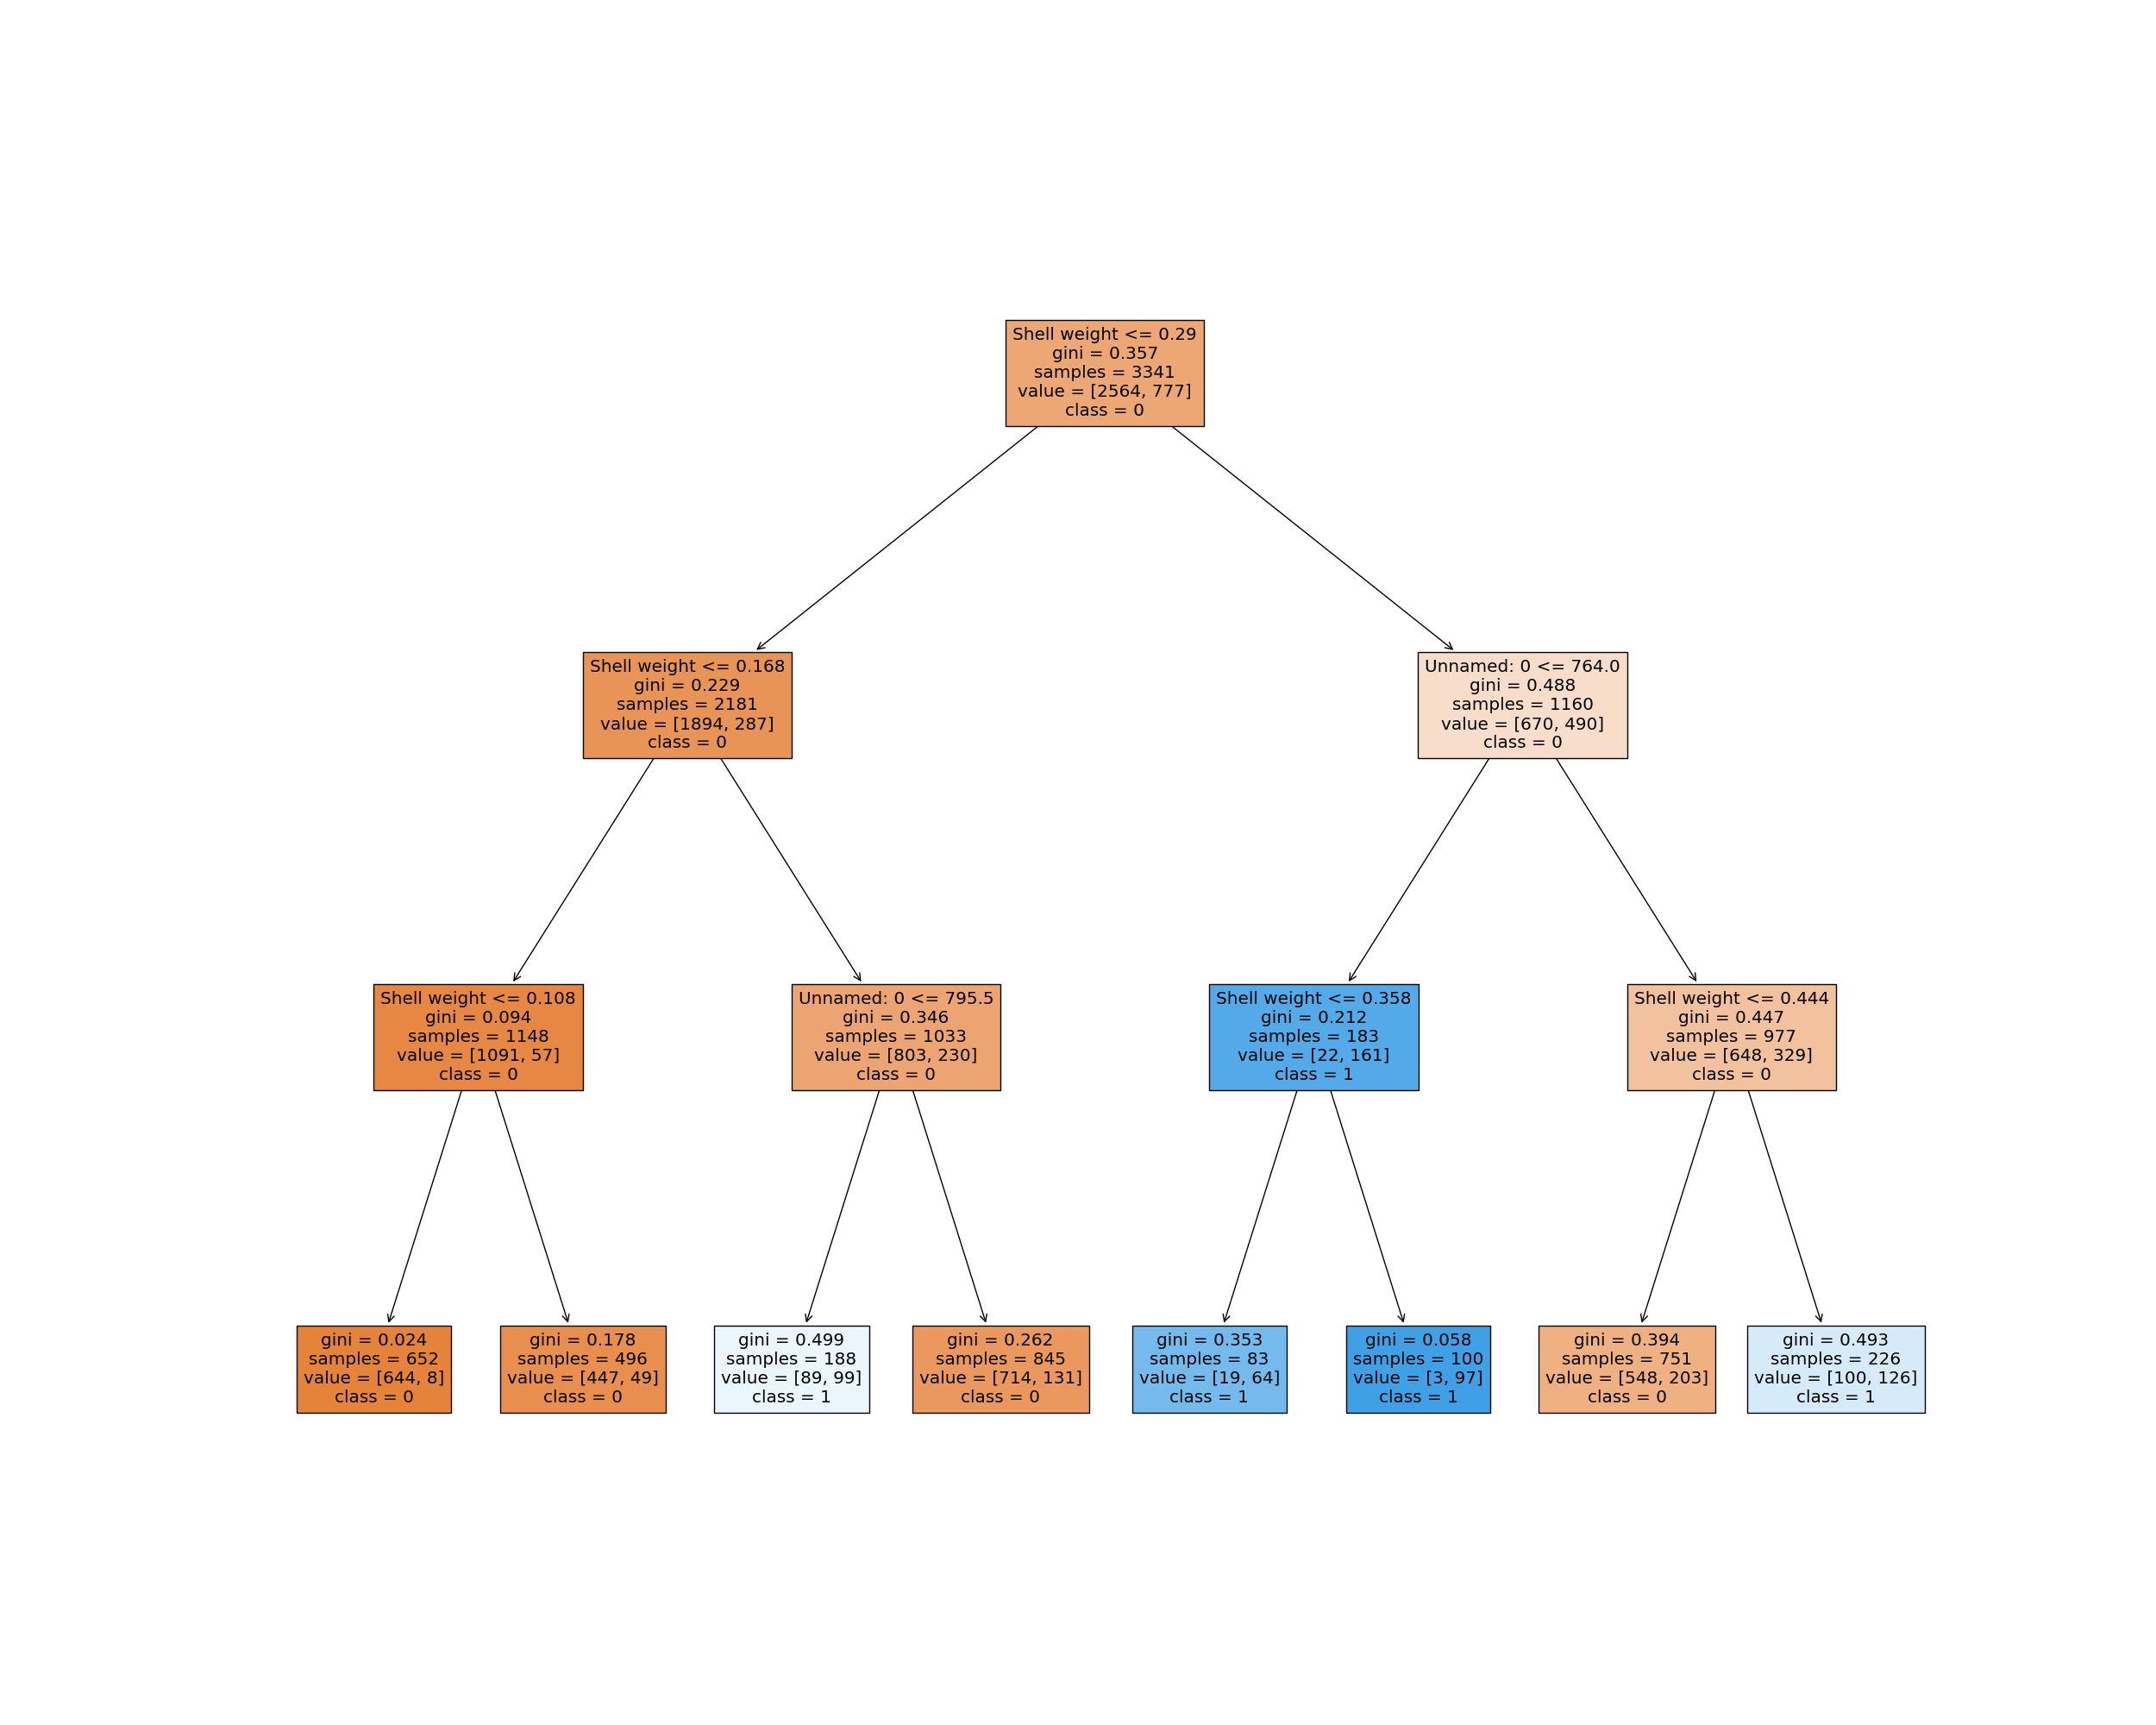 Shell weight <= 0.29
gini = 0.357
samples = 3341
value = [2564, 777]
class = 0
Shell weight <= 0.168
gini = 0.229
samples = 2181
value = [1894, 287]
class = 0
Unnamed: 0 <= 764.0
gini = 0.488
samples = 1160
value = [670, 490]
class = 0
Shell weight <= 0.108
gini = 0.094
samples = 1148
value = [1091, 57]
class = 0
Unnamed: 0 <= 795.5
gini = 0.346
samples = 1033
value = [803, 230]
class = 0
Shell weight <= 0.358
gini = 0.212
samples = 183
value = [22, 161]
class = 1
Shell weight <= 0.444
gini = 0.447
samples = 977
value = [648, 329]
class = 0
gini = 0.024
samples = 652
value = [644, 8]
class = 0
gini = 0.178
samples = 496
value = [447, 49]
class = 0
gini = 0.499
samples = 188
value = [89, 99]
class = 1
gini = 0.262
samples = 845
value = [714, 131]
class = 0
gini = 0.353
samples = 83
value = [19, 64]
class = 1
gini = 0.058
samples = 100
value = [3, 97]
class = 1
gini = 0.394
samples = 751
value = [548, 203]
class = 0
gini = 0.493
samples = 226
value = [100, 126]
class = 1